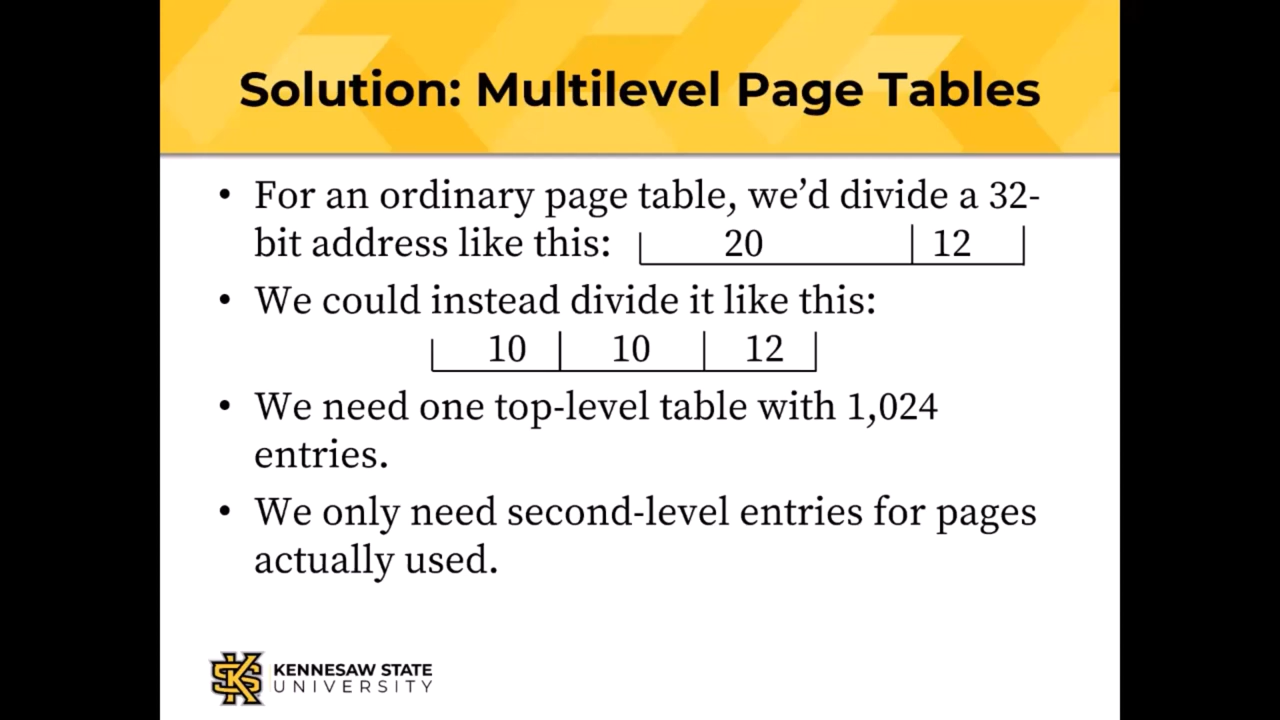 Solution: Multilevel Page Tables
• For an ordinary page table, we’d divide a 32-
bit address like this: 20 12
• We could instead divide it like this:
10 10 12
• We need one top-level table with 1,024
entries.
• We only need second-level entries for pages
actually used.
KENNESAW STATE
UNIVERSITY